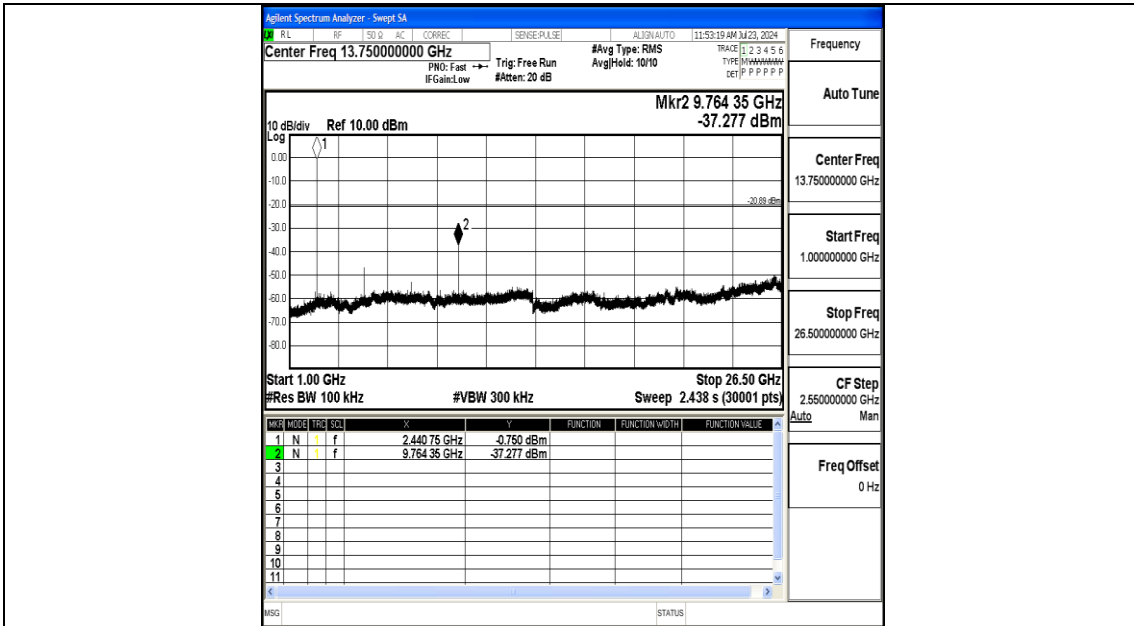 Agilent Spectrum Analyzer - Swept SA
RL RF 50 Ω AC CORREC SENSE:PULSE ALIGN AUTO 11:53:19 AM Jul 23, 2024
Center Freq 13.750000000 GHz
PNO: Fast
IFGain:Low
Trig: Free Run
#Atten: 20 dB
#Avg Type: RMS
Avg|Hold: 10/10
TRACE 1 2 3 4 5 6
TYPE MWWWWW
DET P P P P P P
Mkr2 9.764 35 GHz
-37.277 dBm
10 dB/div Ref 10.00 dBm
Log
1
0.00
-10.0
-20.0
-20.89 dBm
2
-30.0
-40.0
-50.0
-60.0
-70.0
-80.0
Start 1.00 GHz Stop 26.50 GHz
#Res BW 100 kHz #VBW 300 kHz Sweep 2.438 s (30001 pts)
MKR MODE TRC SCL X Y FUNCTION FUNCTION WIDTH FUNCTION VALUE
1 N 1 f 2.440 75 GHz -0.750 dBm
2 N 1 f 9.764 35 GHz -37.277 dBm
3
4
5
6
7
8
9
10
11
MSG STATUS
Frequency
Auto Tune
Center Freq
13.750000000 GHz
Start Freq
1.000000000 GHz
Stop Freq
26.500000000 GHz
CF Step
2.550000000 GHz
Auto Man
Freq Offset
0 Hz